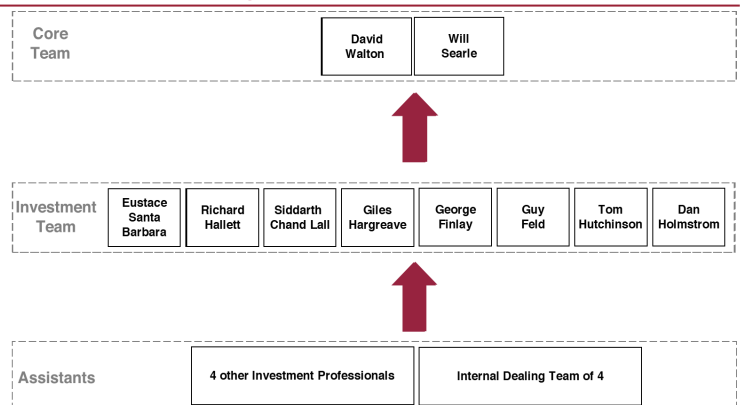 Core
Team
David
Walton
Will
Searle
Investment
Team
Eustace
Santa
Barbara
Richard
Hallett
Siddarth
Chand Lall
Giles
Hargreave
George
Finlay
Guy
Feld
Tom
Hutchinson
Dan
Holmstrom
Assistants
4 other Investment Professionals
Internal Dealing Team of 4